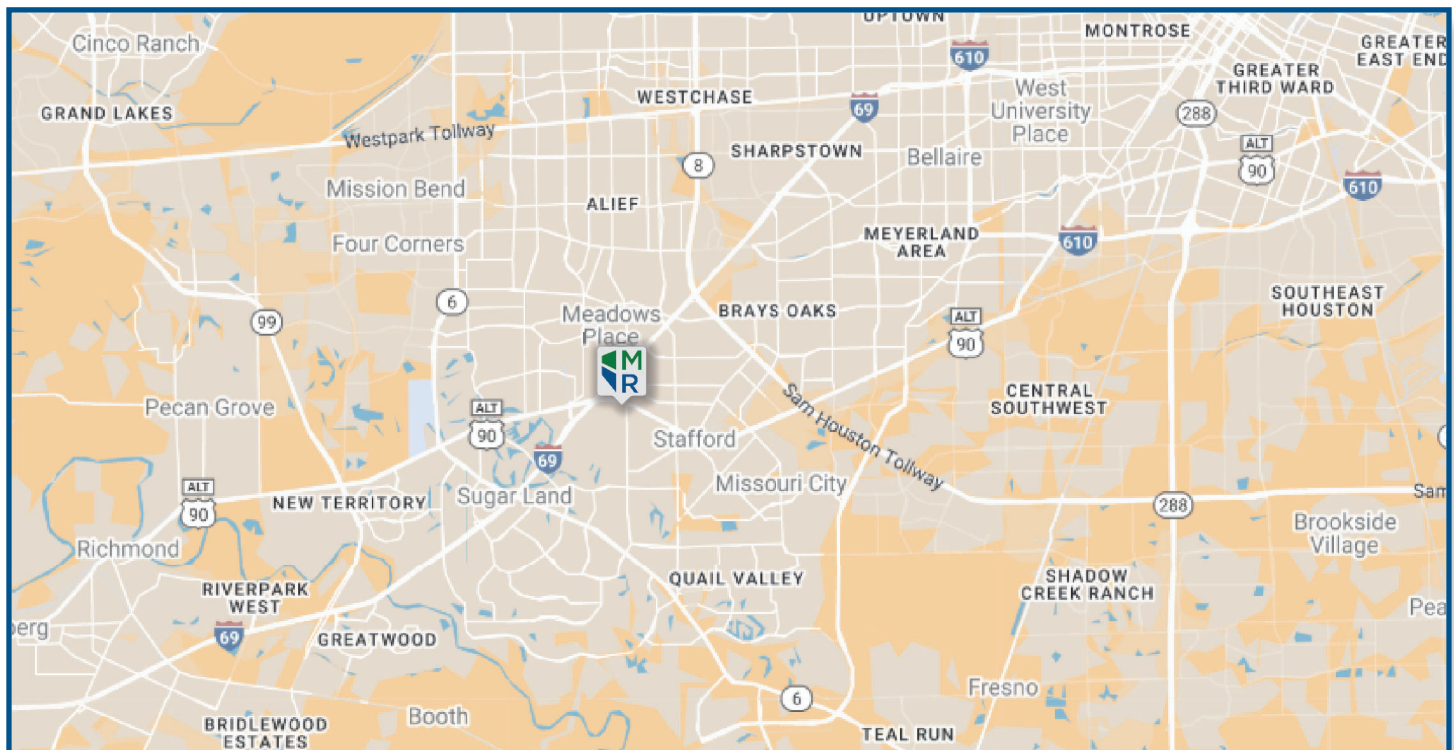 UPTOWN
MONTROSE
Cinco Ranch
GREATER
EAST END
610
GREATER
THIRD WARD
West
University
Place
WESTCHASE
69
GRAND LAKES
288
Westpark Tollway
ALT
90
SHARPSTOWN
Bellaire
8
Mission Bend
610
ALIEF
Four Corners
MEYERLAND
AREA
610
6
SOUTHEAST
HOUSTON
99
Meadows
Place
BRAYS OAKS
ALT
90
M
R
CENTRAL
SOUTHWEST
Pecan Grove
ALT
90
Sam Houston Tollway
Stafford
69
Missouri City
Sugar Land
NEW TERRITORY
ALT
90
Sam
288
Brookside
Village
Richmond
QUAIL VALLEY
SHADOW
CREEK RANCH
RIVERPARK
WEST
Pea
berg
69
GREATWOOD
Fresno
6
Booth
BRIDLEWOOD
ESTATES
TEAL RUN